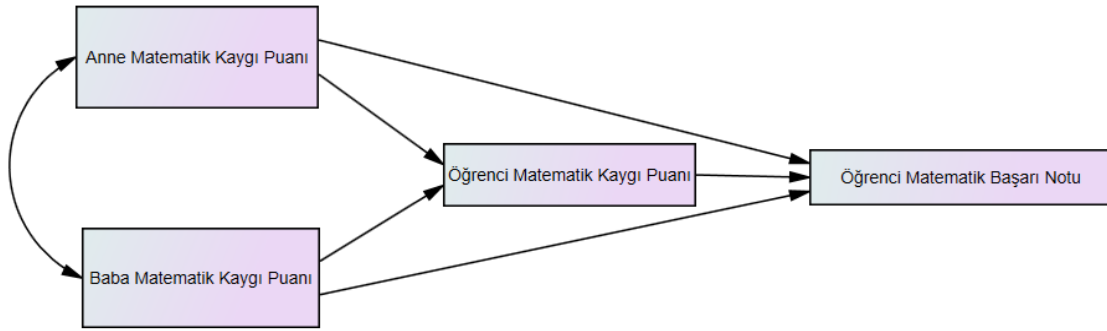 Anne Matematik Kaygı Puanı
Öğrenci Matematik Kaygı Puanı
Öğrenci Matematik Başarı Notu
Baba Matematik Kaygı Puanı